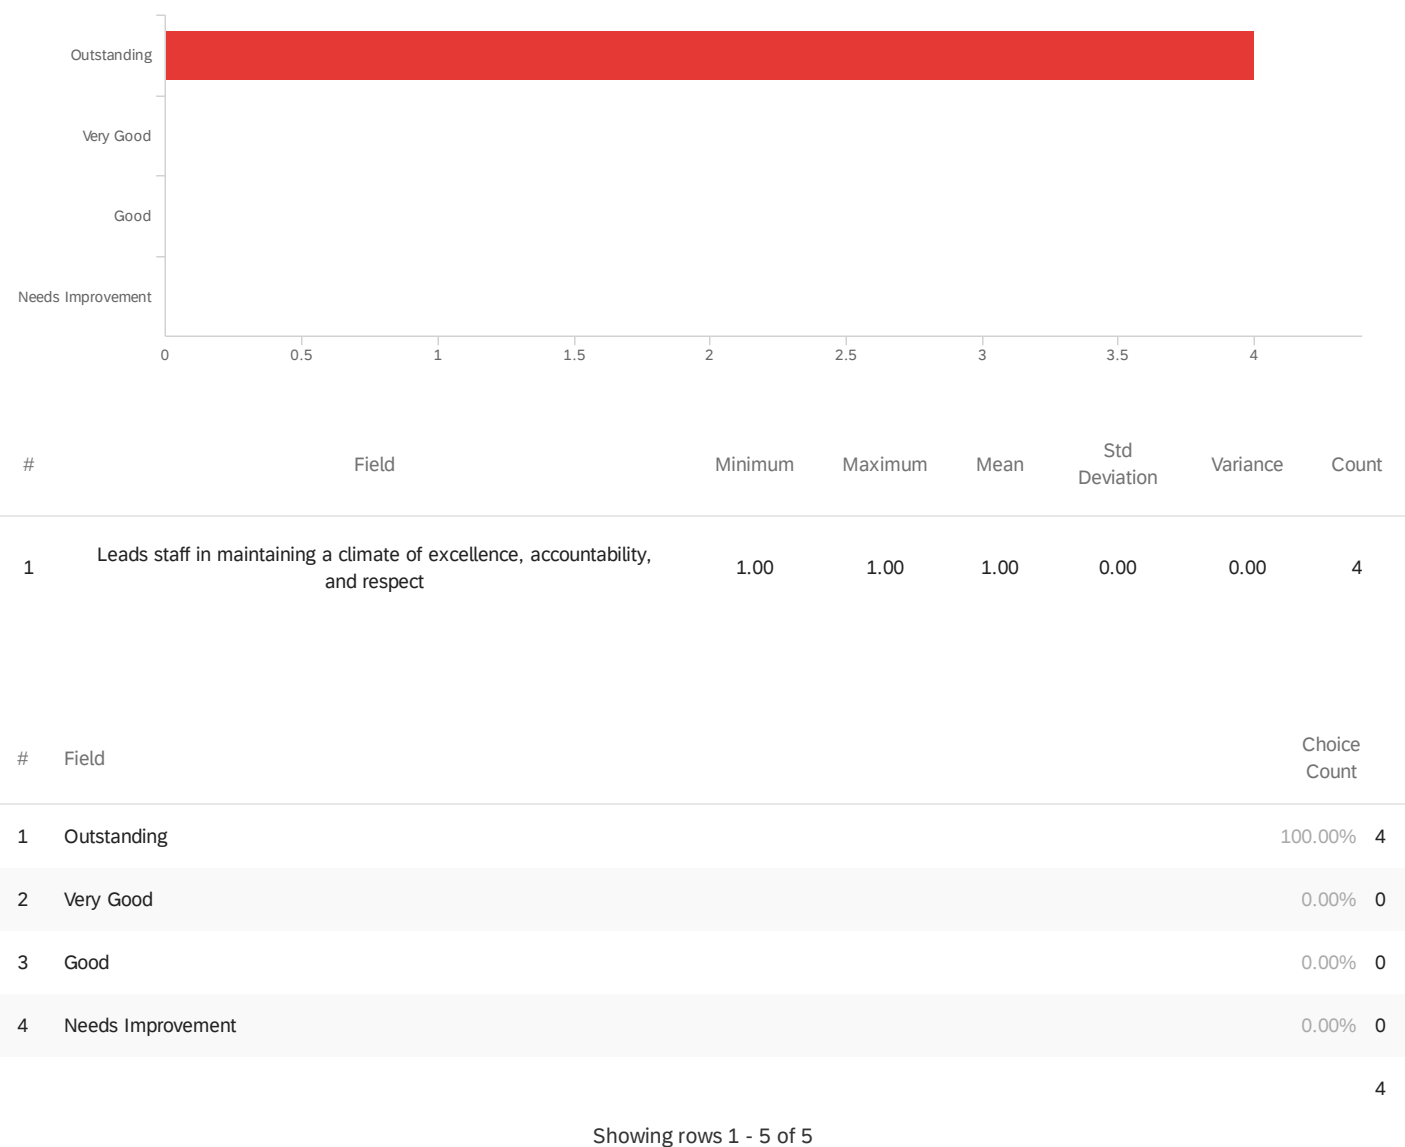 Outstanding
Very Good
Good
Needs Improvement
0 0.5 1 1.5 2 2.5 3 3.5 4
# Field Minimum Maximum Mean Std Deviation Variance Count
1 Leads staff in maintaining a climate of excellence, accountability,
and respect 1.00 1.00 1.00 0.00 0.00 4
# Field Choice
Count
1 Outstanding 100.00% 4
2 Very Good 0.00% 0
3 Good 0.00% 0
4 Needs Improvement 0.00% 0
4
Showing rows 1 - 5 of 5